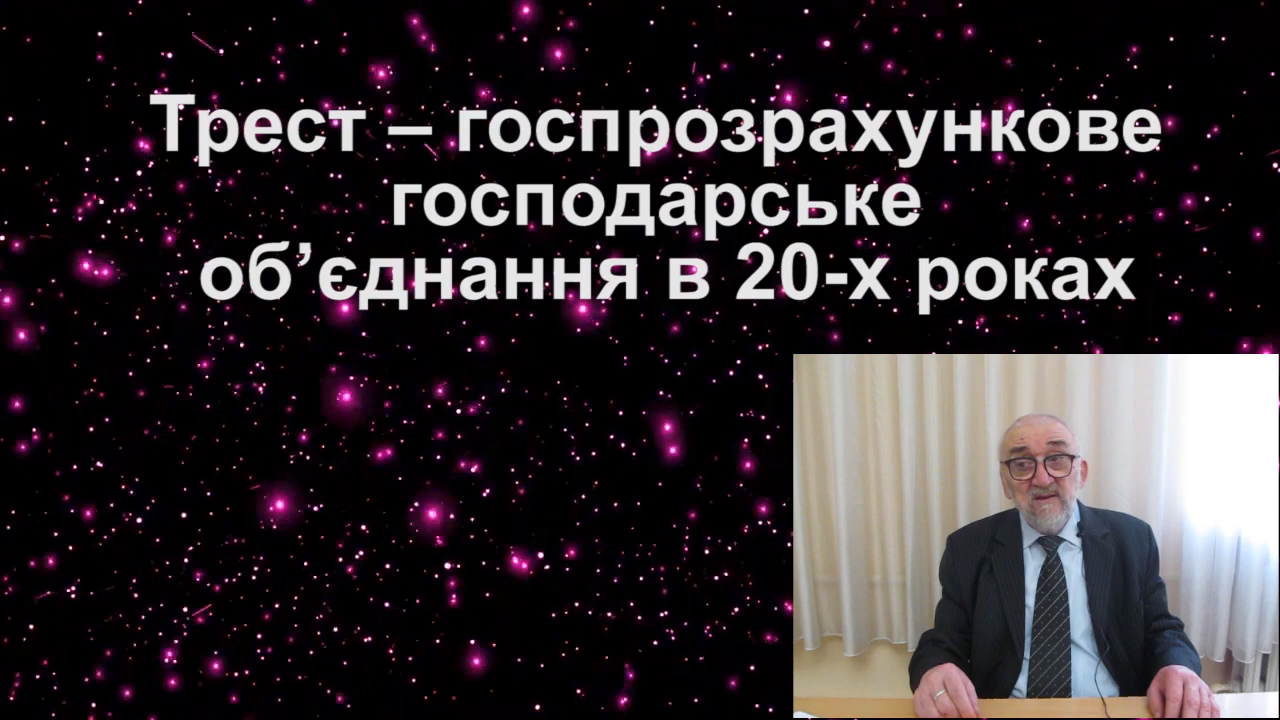 Трест – госпрозрахункове
господарське
об’єднання в 20-х роках